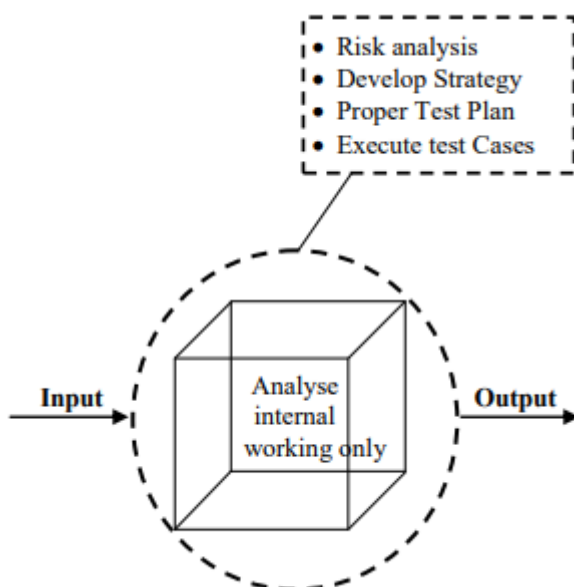 • Risk analysis
• Develop Strategy
• Proper Test Plan
• Execute test Cases
Analyse
internal
working only
Input
Output